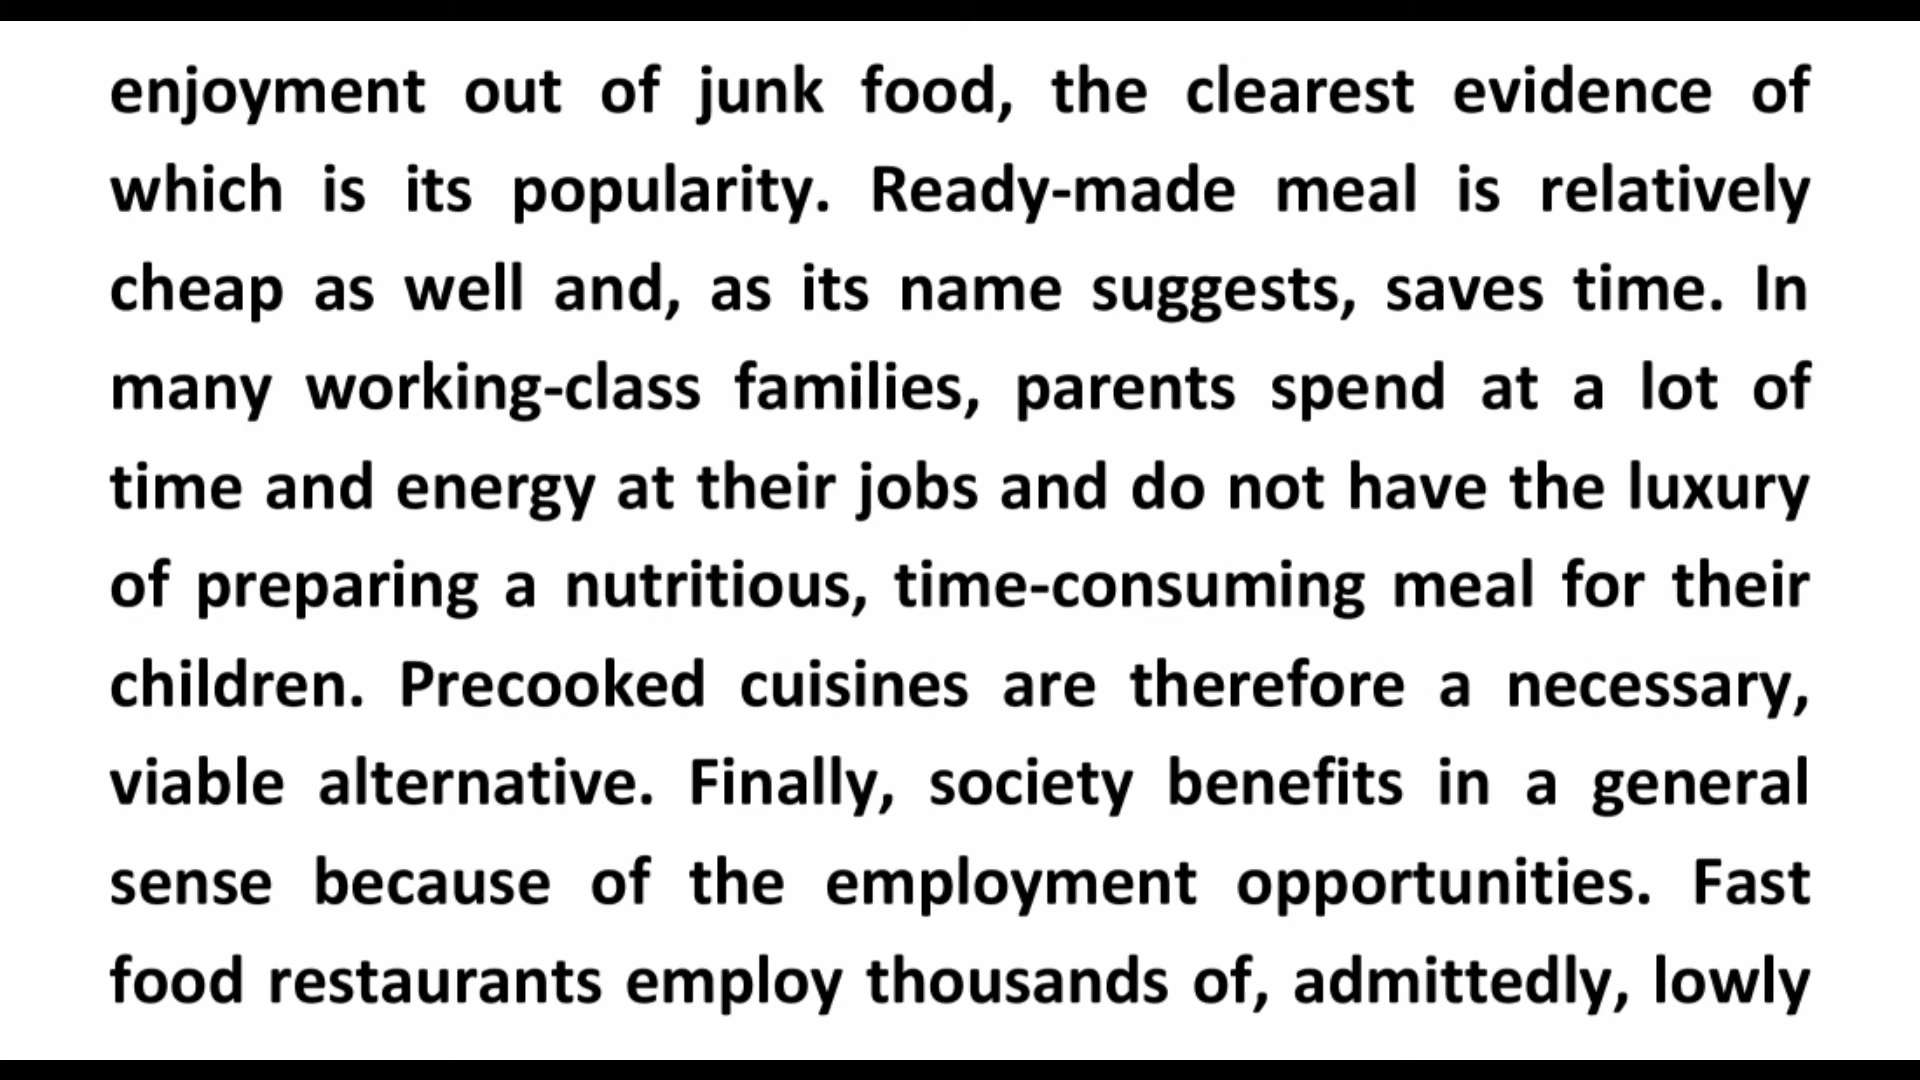 enjoyment out of junk food, the clearest evidence of
which is its popularity. Ready-made meal is relatively
cheap as well and, as its name suggests, saves time. In
many working-class families, parents spend at a lot of
time and energy at their jobs and do not have the luxury
of preparing a nutritious, time-consuming meal for their
children. Precooked cuisines are therefore a necessary,
viable alternative. Finally, society benefits in a general
sense because of the employment opportunities. Fast
food restaurants employ thousands of, admittedly, lowly